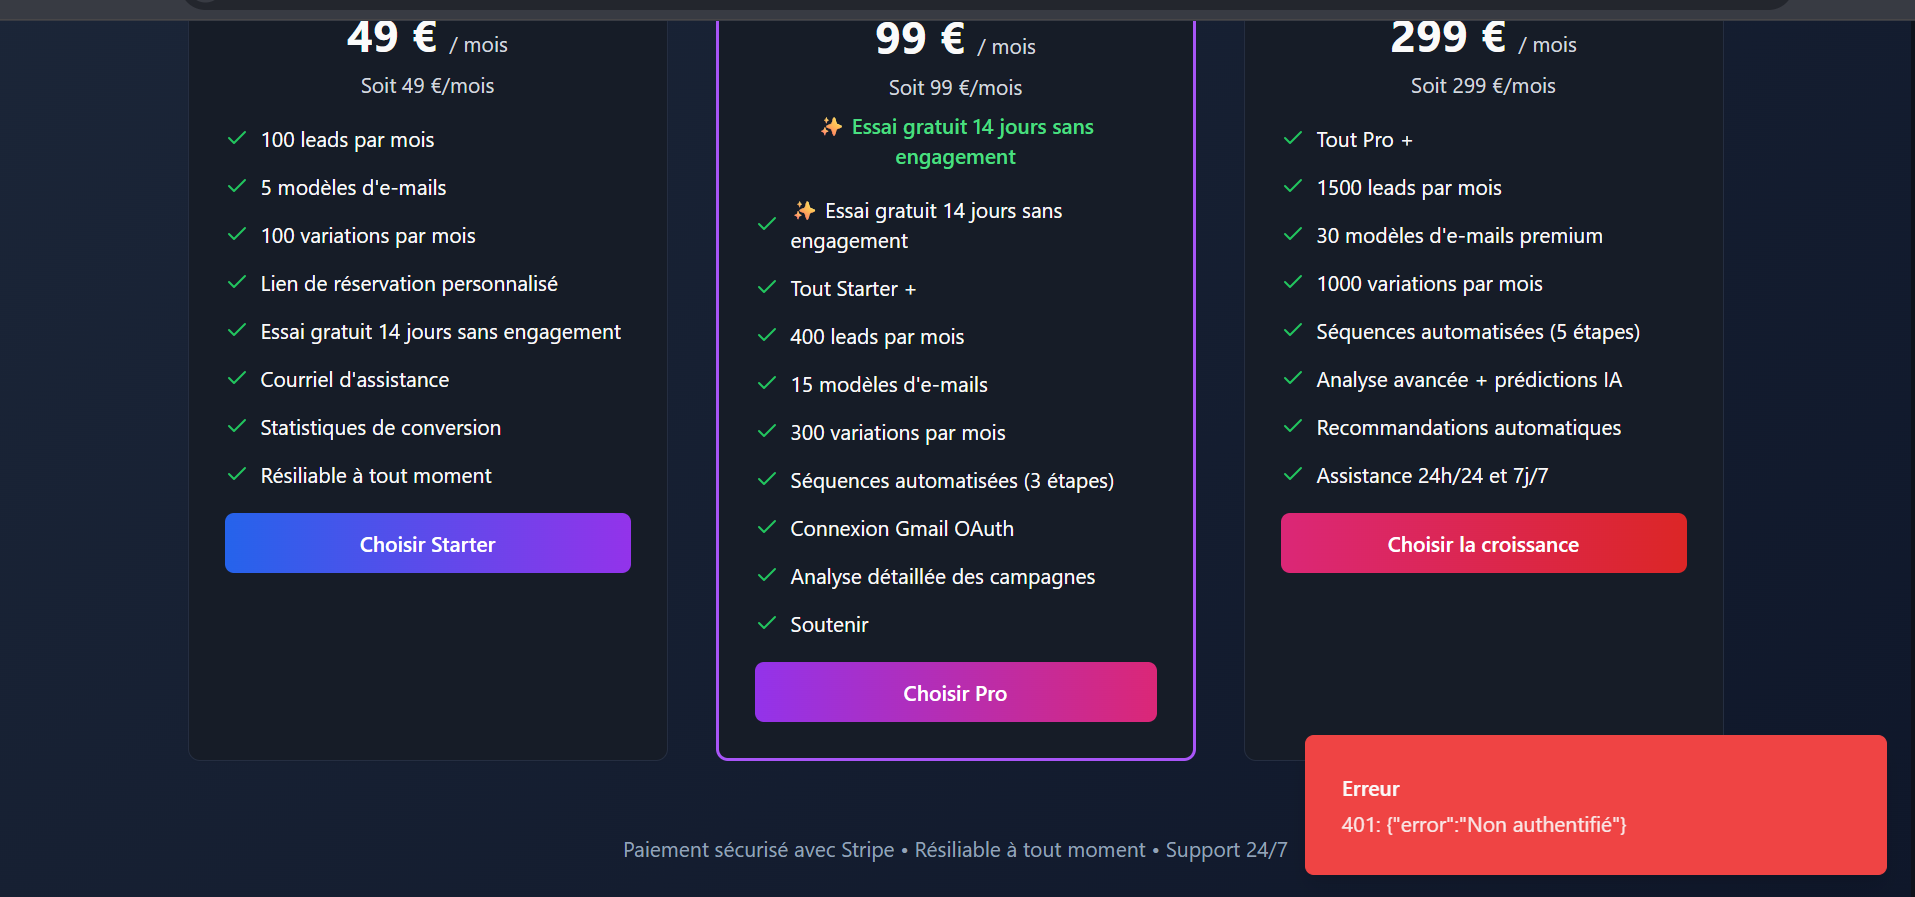 49 € / mois
Soit 49 €/mois
100 leads par mois
5 modèles d'e-mails
100 variations par mois
Lien de réservation personnalisé
Essai gratuit 14 jours sans engagement
Courriel d'assistance
Statistiques de conversion
Résiliable à tout moment
Choisir Starter
99 € / mois
Soit 99 €/mois
✨ Essai gratuit 14 jours sans
engagement
✨ Essai gratuit 14 jours sans
engagement
Tout Starter +
400 leads par mois
15 modèles d'e-mails
300 variations par mois
Séquences automatisées (3 étapes)
Connexion Gmail OAuth
Analyse détaillée des campagnes
Soutenir
Choisir Pro
299 € / mois
Soit 299 €/mois
Tout Pro +
1500 leads par mois
30 modèles d'e-mails premium
1000 variations par mois
Séquences automatisées (5 étapes)
Analyse avancée + prédictions IA
Recommandations automatiques
Assistance 24h/24 et 7j/7
Choisir la croissance
Paiement sécurisé avec Stripe • Résiliable à tout moment • Support 24/7
Erreur
401: {"error":"Non authentifié"}